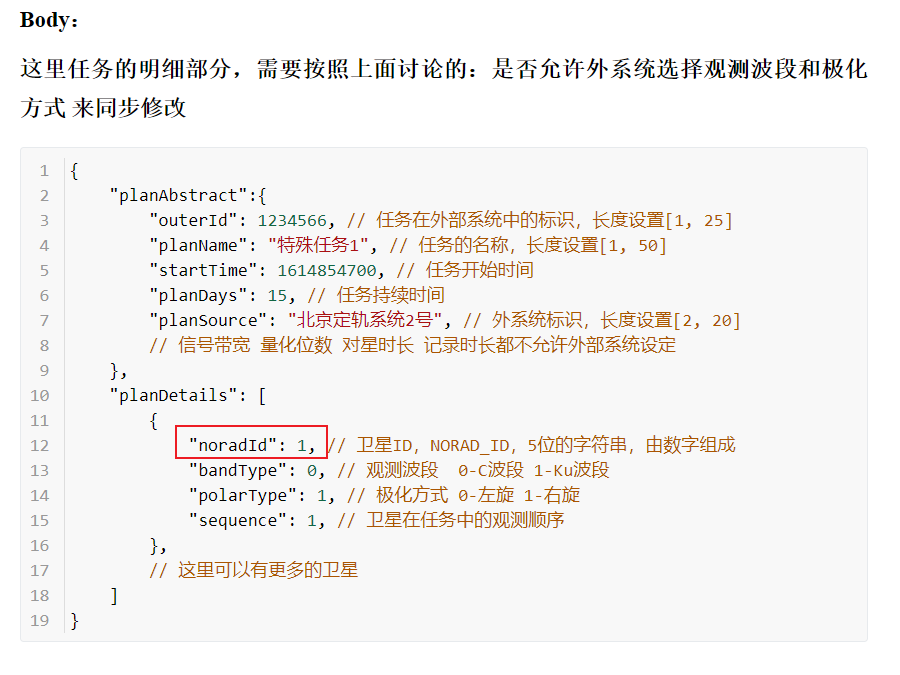 Body：
这里任务的明细部分，需要按照上面讨论的：是否允许外系统选择观测波段和极化
方式 来同步修改
1 {
2 "planAbstract":{
3 "outerId": 1234566, // 任务在外部系统中的标识，长度设置[1, 25]
4 "planName": "特殊任务1", // 任务的名称，长度设置[1, 50]
5 "startTime": 1614854700, // 任务开始时间
6 "planDays": 15, // 任务持续时间
7 "planSource": "北京定轨系统2号", // 外系统标识，长度设置[2, 20]
8 // 信号带宽 量化位数 对星时长 记录时长都不允许外部系统设定
9 },
10 "planDetails": [
11 {
12 "noradId": 1, // 卫星ID，NORAD_ID，5位的字符串，由数字组成
13 "bandType": 0, // 观测波段  0-C波段 1-Ku波段
14 "polarType": 1, // 极化方式 0-左旋 1-右旋
15 "sequence": 1, // 卫星在任务中的观测顺序
16 },
17 // 这里可以有更多的卫星
18 ]
19 }